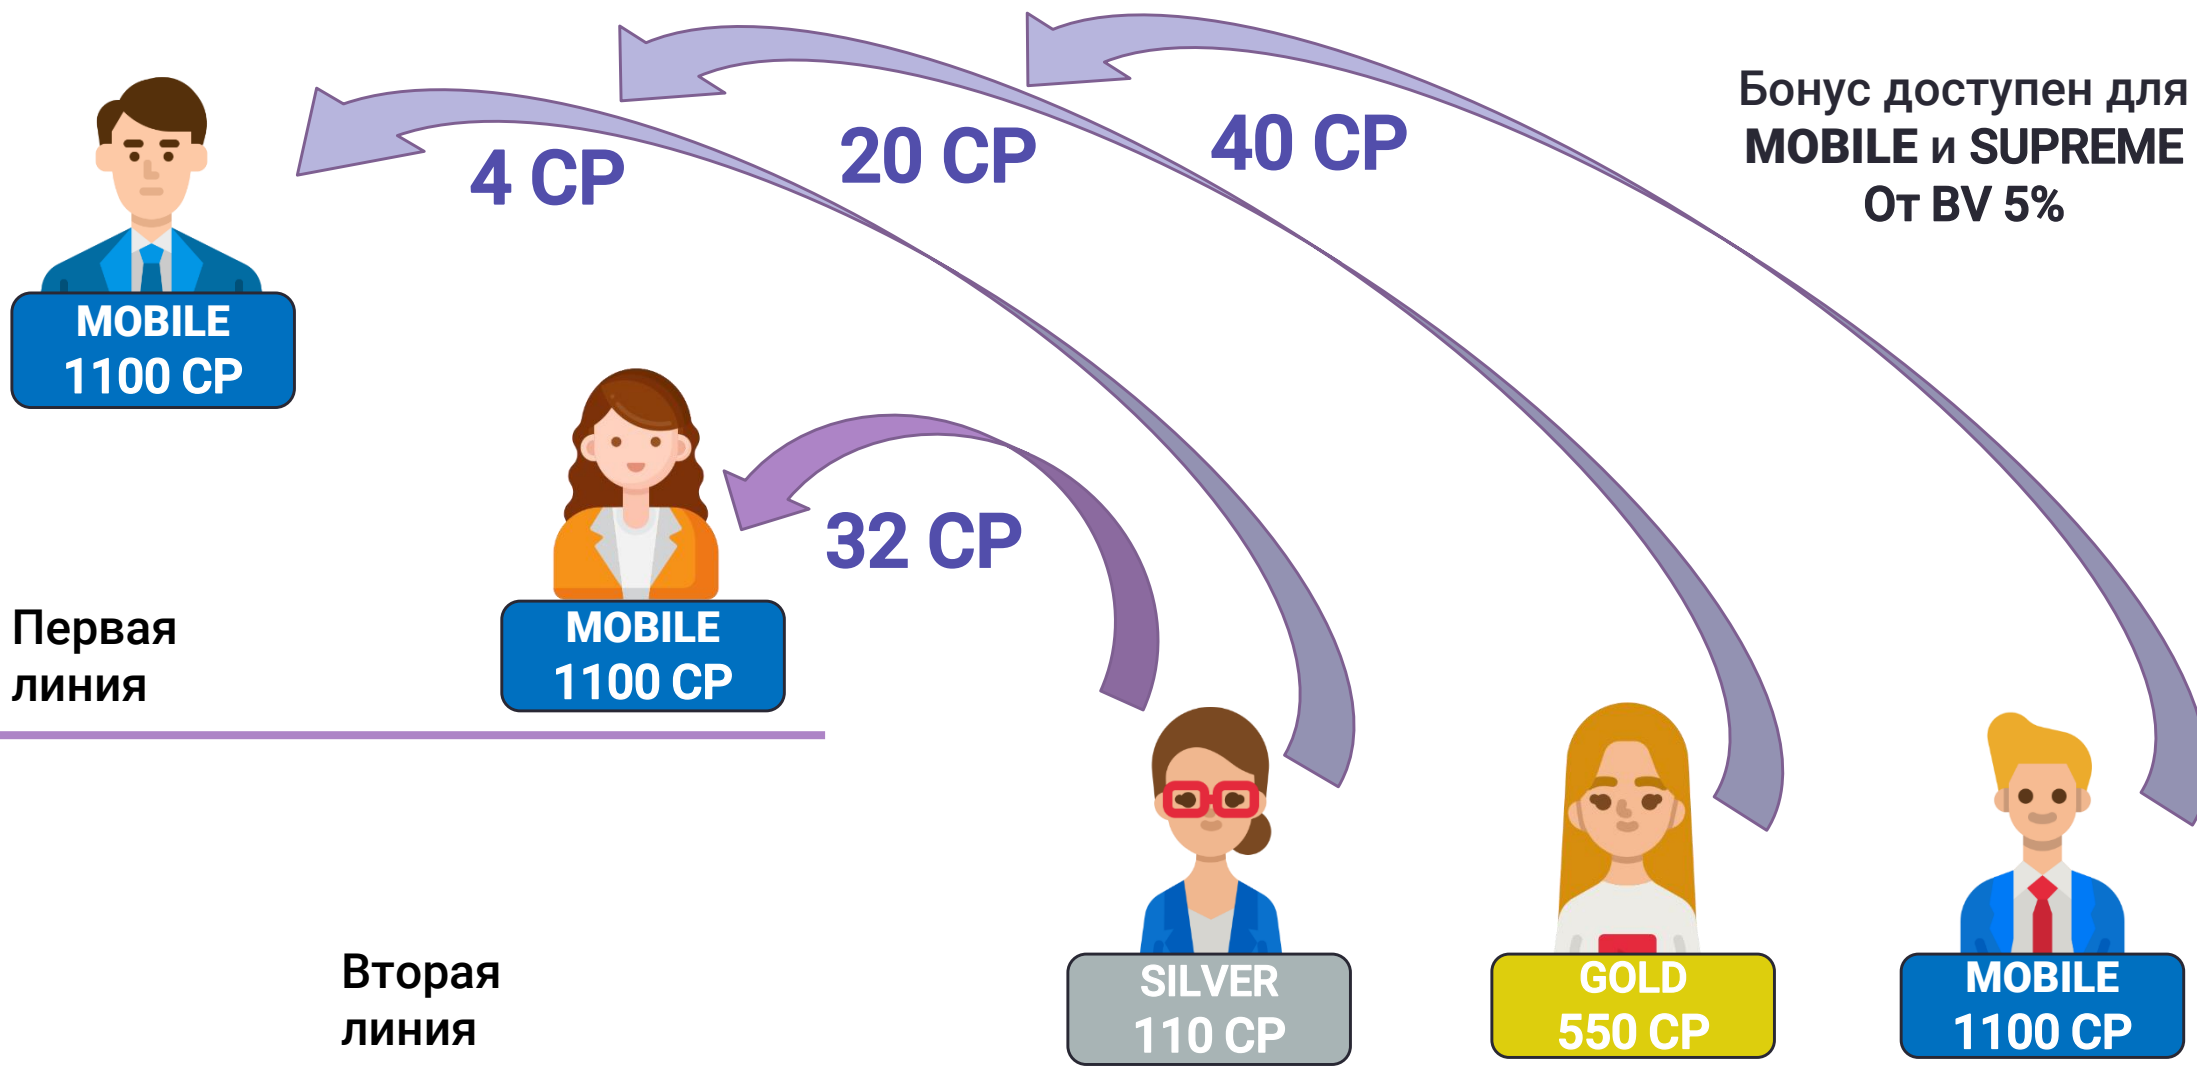 Бонус доступен для
MOBILE и SUPREME
От BV 5%
4 CP
20 CP
40 CP
MOBILE
1100 CP
32 CP
MOBILE
1100 CP
Первая
линия
Вторая
линия
SILVER
110 CP
GOLD
550 CP
MOBILE
1100 CP